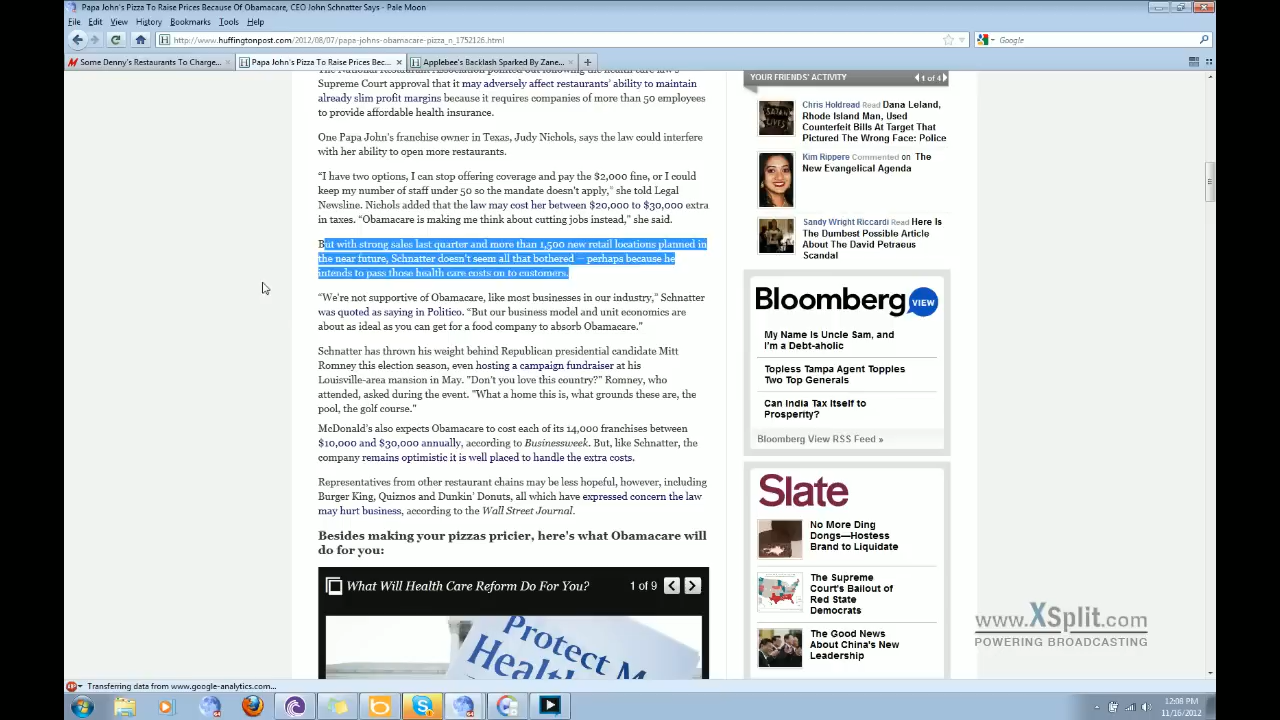 Papa John's Pizza To Raise Prices Because Of Obamacare, CEO John Schnatter Says - Pale Moon
File Edit View History Bookmarks Tools Help
http://www.huffingtonpost.com/2012/08/07/papa-johns-obamacare-pizza_n_1752126.html
Google
Some Denny's Restaurants To Charge...
Papa John's Pizza To Raise Prices Bec...
Applebee's Backlash Sparked By Zane...
The National Restaurant Association pointed out following the health care law's
Supreme Court approval that it may adversely affect restaurants' ability to maintain
already slim profit margins because it requires companies of more than 50 employees
to provide affordable health insurance.
One Papa John's franchise owner in Texas, Judy Nichols, says the law could interfere
with her ability to open more restaurants.
“I have two options, I can stop offering coverage and pay the $2,000 fine, or I could
keep my number of staff under 50 so the mandate doesn't apply,” she told Legal
Newsline. Nichols added that the law may cost her between $20,000 to $30,000 extra
in taxes. “Obamacare is making me think about cutting jobs instead,” she said.
But with strong sales last quarter and more than 1,500 new retail locations planned in
the near future, Schnatter doesn't seem all that bothered — perhaps because he
intends to pass those health care costs on to customers.
“We're not supportive of Obamacare, like most businesses in our industry,” Schnatter
was quoted as saying in Politico. “But our business model and unit economics are
about as ideal as you can get for a food company to absorb Obamacare.”
Schnatter has thrown his weight behind Republican presidential candidate Mitt
Romney this election season, even hosting a campaign fundraiser at his
Louisville-area mansion in May. "Don't you love this country?" Romney, who
attended, asked during the event. "What a home this is, what grounds these are, the
pool, the golf course."
McDonald's also expects Obamacare to cost each of its 14,000 franchises between
$10,000 and $30,000 annually, according to Businessweek. But, like Schnatter, the
company remains optimistic it is well placed to handle the extra costs.
Representatives from other restaurant chains may be less hopeful, however, including
Burger King, Quiznos and Dunkin' Donuts, all which have expressed concern the law
may hurt business, according to the Wall Street Journal.
Besides making your pizzas pricier, here's what Obamacare will
do for you:
What Will Health Care Reform Do For You?
1 of 9
Protect M
Heal
YOUR FRIENDS' ACTIVITY
1 of 4
SATAN
LIVES
Chris Holdread Read Dana Leland,
Rhode Island Man, Used
Counterfeit Bills At Target That
Pictured The Wrong Face: Police
Kim Rippere Commented on The
New Evangelical Agenda
Sandy Wright Riccardi Read Here Is
The Dumbest Possible Article
About The David Petraeus
Scandal
Bloomberg VIEW
My Name Is Uncle Sam, and
I'm a Debt-aholic
Topless Tampa Agent Topples
Two Top Generals
Can India Tax Itself to
Prosperity?
Bloomberg View RSS Feed »
Slate
No More Ding
Dongs—Hostess
Brand to Liquidate
The Supreme
Court's Bailout of
Red State
Democrats
The Good News
About China's New
Leadership
www.XSplit.com
POWERING BROADCASTING
Transferring data from www.google-analytics.com...
12:08 PM
11/16/2012